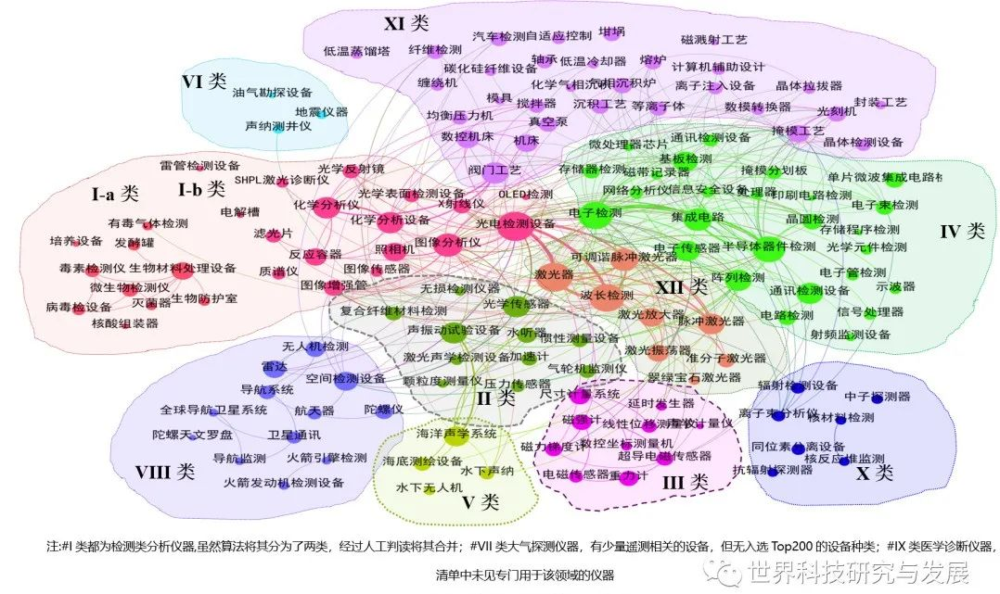 XI 类
汽车检测
自适应控制
坩埚
磁溅射工艺
低温蒸馏塔
纤维检测
轴承
低温冷却器
熔炉
计算机辅助设计
碳化硅纤维设备
缠绕机
化学气相沉积
气相沉积炉
离子注入设备
晶体拉拔器
模具
搅拌器
沉积工艺
等离子体
数模转换器
光刻机
封装工艺
均衡压力机
真空泵
数控机床
机床
掩模工艺
晶体检测设备
阀门工艺
VI 类
油气勘探设备
地震仪器
声纳测井仪
I-a 类
I-b 类
雷管检测设备
SHPL激光诊断仪
光学反射镜
电解槽
化学分析仪
光学表面检测设备
X射线仪
OLED检测
有毒气体检测
化学分析设备
光电检测设备
培养设备
发酵罐
滤光片
反应容器
照相机
图像分析仪
毒素检测仪
生物材料处理设备
质谱仪
图像传感器
微生物检测仪
图像增强管
病毒检设备
灭菌器
生物防护室
核酸组装器
IV 类
微处理器芯片
通讯检测设备
基板检测
存储器检测
磁带记录器
掩模分划板
单片微波集成电路检
网络分析仪
信息安全设备
处理器
印刷电路检测
电子束检测
电子检测
集成电路
晶圆检测
存储程序检测
电子传感器
半导体器件检测
光学元件检测
阵列检测
电子管检测
通讯检测设备
示波器
电路检测
信号处理器
射频监测设备
XII 类
可调谐脉冲激光器
激光器
波长检测
激光放大器
脉冲激光器
激光振荡器
准分子激光器
翠绿宝石激光器
II 类
无损检测仪器
复合纤维材料检测
光学传感器
声振动试验设备
水听器
惯性测量设备
激光声学检测设备
加速计
气轮机监测仪
颗粒度测量仪
压力传感器
VIII 类
无人机检测
雷达
导航系统
空间检测设备
全球导航卫星系统
航天器
陀螺仪
陀螺天文罗盘
卫星通讯
导航监测
火箭引擎检测
火箭发动机检测设备
V 类
海洋声学系统
海底测绘设备
水下声纳
水下无人机
III 类
尺寸计量系统
延时发生器
磁强计
线性位移测量仪
声学计量仪
磁力梯度计
数控坐标测量机
超导电磁传感器
电磁传感器
重力计
X 类
辐射检测设备
中子探测器
离子束分析仪
核材料检测
同位素分离设备
核反应堆监测
抗辐射探测器
注:#I 类都为检测类分析仪器,虽然算法将其分为了两类，经过人工判读将其合并；#VII 类大气探测仪器，有少量遥测相关的设备，但无入选 Top200 的设备种类；#IX 类医学诊断仪器，
清单中未见专门用于该领域的仪器
世界科技研究与发展